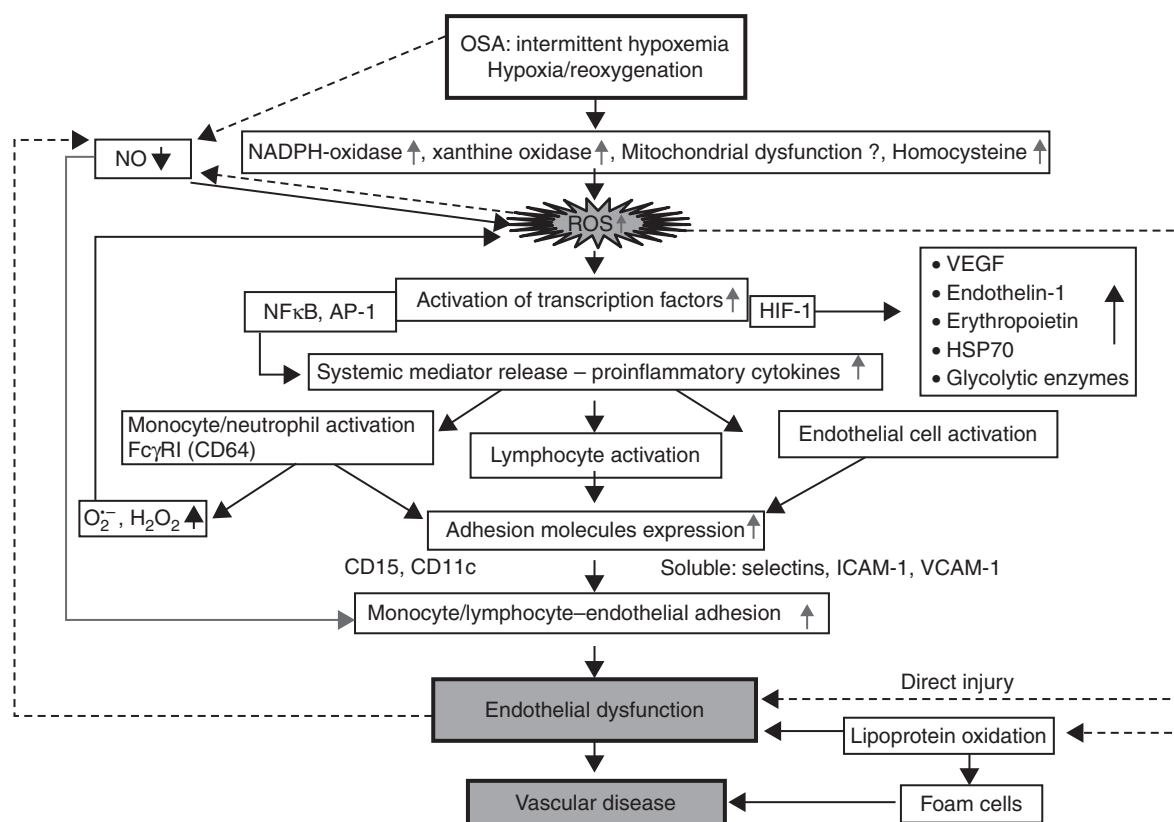 OSA: intermittent hypoxemia
Hypoxia/reoxygenation
NO
NADPH-oxidase , xanthine oxidase , Mitochondrial dysfunction ?, Homocysteine
ROS
NFκB, AP-1
Activation of transcription factors
HIF-1
• VEGF
• Endothelin-1
• Erythropoietin
• HSP70
• Glycolytic enzymes
Systemic mediator release – proinflammatory cytokines
Monocyte/neutrophil activation
FcγRI (CD64)
Lymphocyte activation
Endothelial cell activation
O₂•−, H₂O₂
Adhesion molecules expression
CD15, CD11c
Soluble: selectins, ICAM-1, VCAM-1
Monocyte/lymphocyte–endothelial adhesion
Direct injury
Endothelial dysfunction
Lipoprotein oxidation
Vascular disease
Foam cells